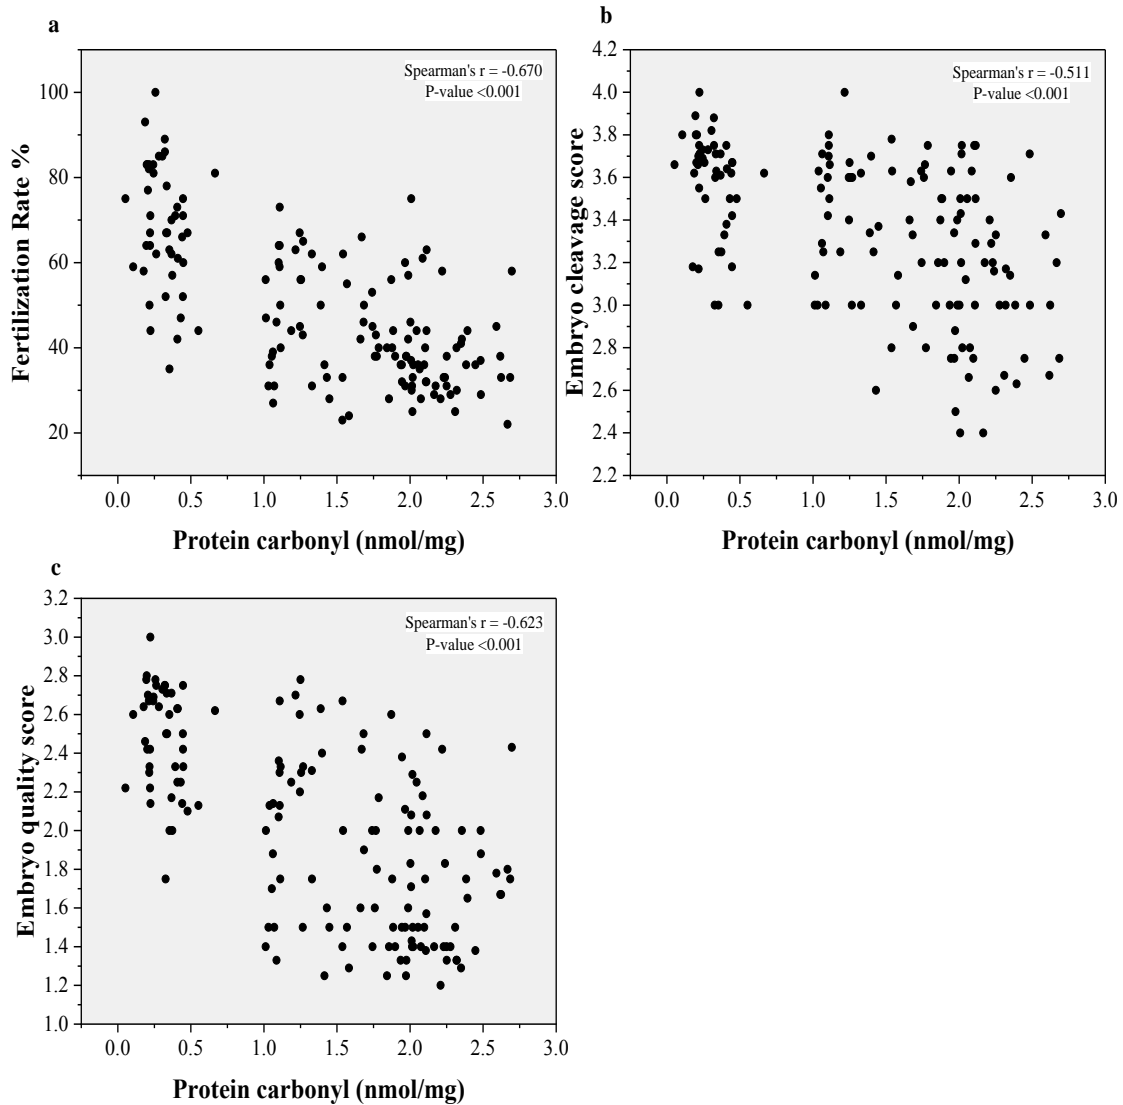 a
Spearman's r = -0.670
P-value <0.001
100
80
60
40
20
Fertilization Rate %
0.0 0.5 1.0 1.5 2.0 2.5 3.0
Protein carbonyl (nmol/mg)
b
Spearman's r = -0.511
P-value <0.001
4.2
4.0
3.8
3.6
3.4
3.2
3.0
2.8
2.6
2.4
2.2
Embryo cleavage score
0.0 0.5 1.0 1.5 2.0 2.5 3.0
Protein carbonyl (nmol/mg)
c
Spearman's r = -0.623
P-value <0.001
3.2
3.0
2.8
2.6
2.4
2.2
2.0
1.8
1.6
1.4
1.2
1.0
Embryo quality score
0.0 0.5 1.0 1.5 2.0 2.5 3.0
Protein carbonyl (nmol/mg)